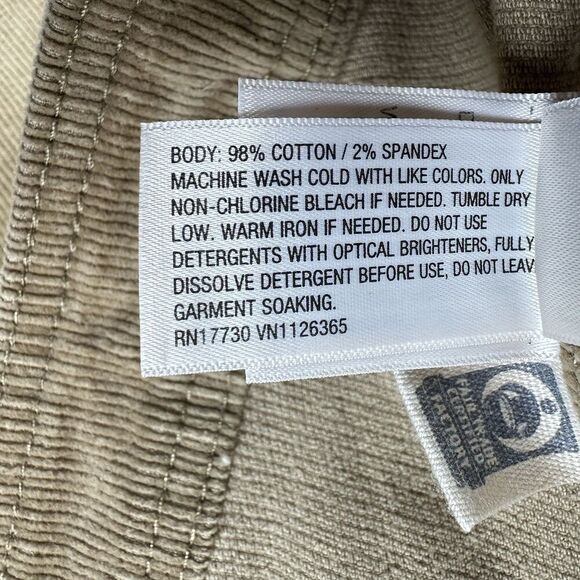 BODY: 98% COTTON / 2% SPANDEX
MACHINE WASH COLD WITH LIKE COLORS. ONLY
NON-CHLORINE BLEACH IF NEEDED. TUMBLE DRY
LOW. WARM IRON IF NEEDED. DO NOT USE
DETERGENTS WITH OPTICAL BRIGHTENERS, FULLY
DISSOLVE DETERGENT BEFORE USE, DO NOT LEAV
GARMENT SOAKING.
RN17730 VN1126365
FACTORY